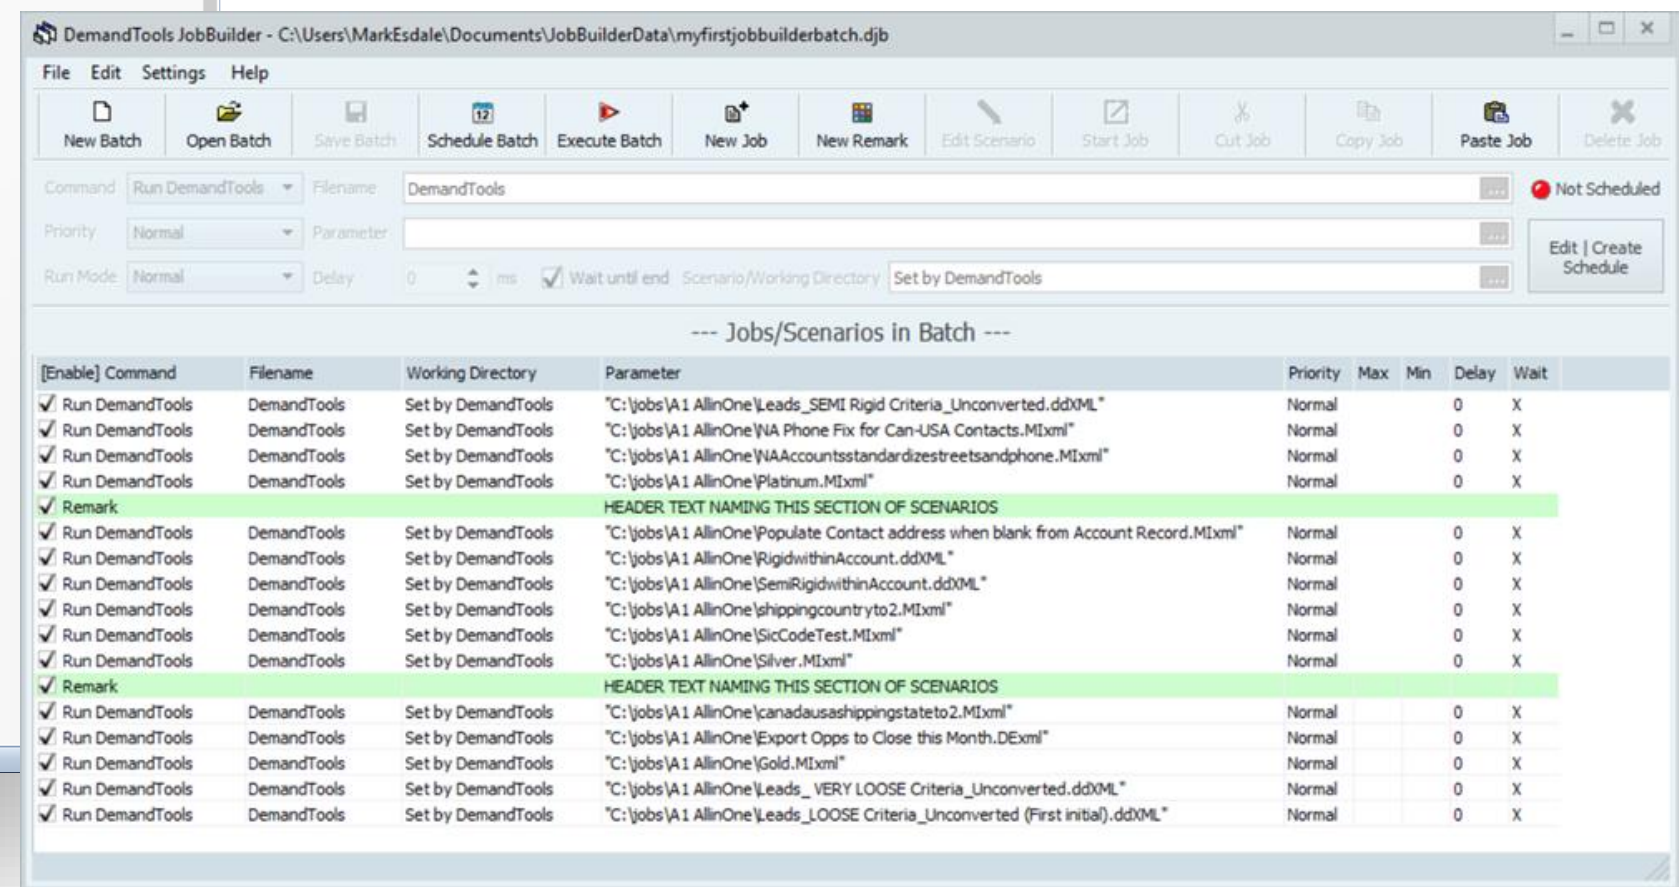 DemandTools JobBuilder - C:\Users\MarkEsdale\Documents\JobBuilderData\myfirstjobbuilderbatch.djb
File Edit Settings Help
New Batch Open Batch Save Batch Schedule Batch Execute Batch New Job New Remark Edit Scenario Start Job Cut Job Copy Job Paste Job Delete Job
Command Run DemandTools Filename DemandTools ... Not Scheduled
Priority Normal Parameter ...
Edit | Create Schedule
Run Mode Normal Delay 0 ms Wait until end Scenario/Working Directory Set by DemandTools ...
--- Jobs/Scenarios in Batch ---
[Enable] Command Filename Working Directory Parameter Priority Max Min Delay Wait
Run DemandTools DemandTools Set by DemandTools "C:\jobs\A1 AllinOne\Leads_SEMI Rigid Criteria_Unconverted.ddXML" Normal 0 X
Run DemandTools DemandTools Set by DemandTools "C:\jobs\A1 AllinOne\NA Phone Fix for Can-USA Contacts.MIxml" Normal 0 X
Run DemandTools DemandTools Set by DemandTools "C:\jobs\A1 AllinOne\NAAccountsstandardizestreetsandphone.MIxml" Normal 0 X
Run DemandTools DemandTools Set by DemandTools "C:\jobs\A1 AllinOne\Platinum.MIxml" Normal 0 X
Remark HEADER TEXT NAMING THIS SECTION OF SCENARIOS
Run DemandTools DemandTools Set by DemandTools "C:\jobs\A1 AllinOne\Populate Contact address when blank from Account Record.MIxml" Normal 0 X
Run DemandTools DemandTools Set by DemandTools "C:\jobs\A1 AllinOne\RigidwithinAccount.ddXML" Normal 0 X
Run DemandTools DemandTools Set by DemandTools "C:\jobs\A1 AllinOne\SemiRigidwithinAccount.ddXML" Normal 0 X
Run DemandTools DemandTools Set by DemandTools "C:\jobs\A1 AllinOne\shippingcountryto2.MIxml" Normal 0 X
Run DemandTools DemandTools Set by DemandTools "C:\jobs\A1 AllinOne\SicCodeTest.MIxml" Normal 0 X
Run DemandTools DemandTools Set by DemandTools "C:\jobs\A1 AllinOne\Silver.MIxml" Normal 0 X
Remark HEADER TEXT NAMING THIS SECTION OF SCENARIOS
Run DemandTools DemandTools Set by DemandTools "C:\jobs\A1 AllinOne\canadausashippingstateto2.MIxml" Normal 0 X
Run DemandTools DemandTools Set by DemandTools "C:\jobs\A1 AllinOne\Export Opps to Close this Month.DExml" Normal 0 X
Run DemandTools DemandTools Set by DemandTools "C:\jobs\A1 AllinOne\Gold.MIxml" Normal 0 X
Run DemandTools DemandTools Set by DemandTools "C:\jobs\A1 AllinOne\Leads_ VERY LOOSE Criteria_Unconverted.ddXML" Normal 0 X
Run DemandTools DemandTools Set by DemandTools "C:\jobs\A1 AllinOne\Leads_LOOSE Criteria_Unconverted (First initial).ddXML" Normal 0 X